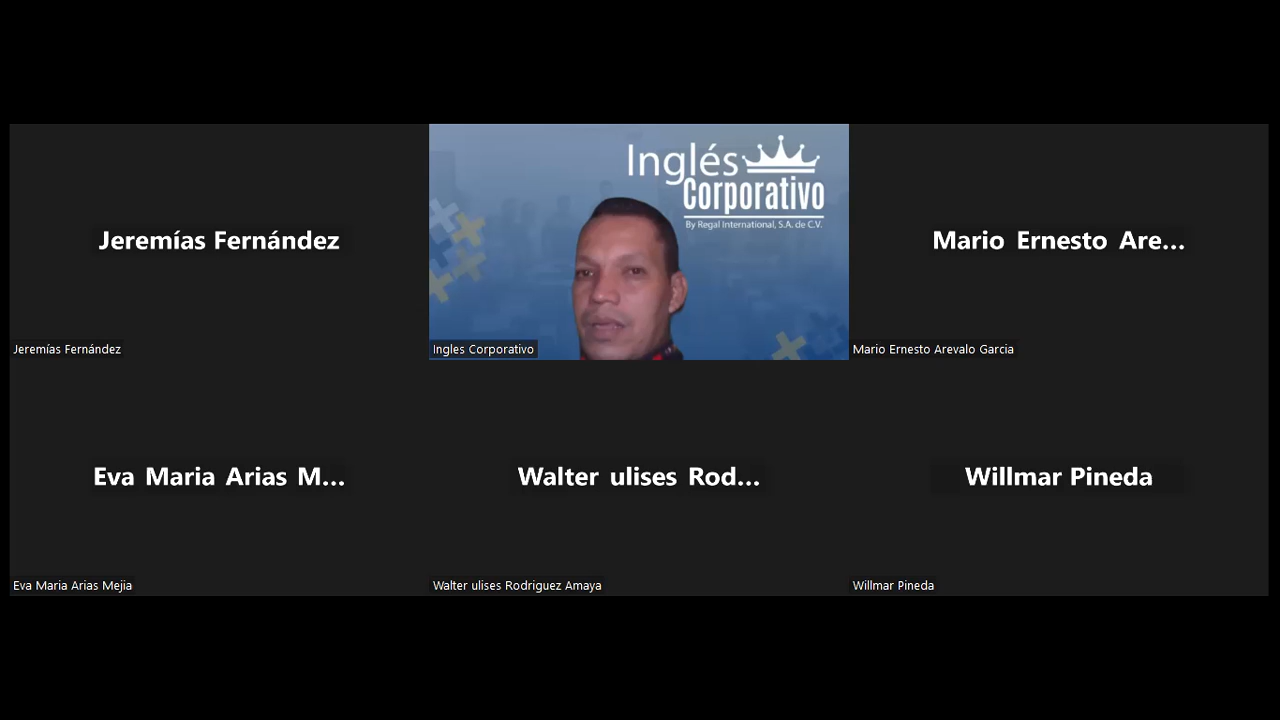 Jeremías Fernández
Jeremías Fernández
Inglés
Corporativo
By Regal International, S.A. de C.V.
Ingles Corporativo
Mario Ernesto Are...
Mario Ernesto Arevalo Garcia
Eva Maria Arias M...
Eva Maria Arias Mejia
Walter ulises Rod...
Walter ulises Rodriguez Amaya
Willmar Pineda
Willmar Pineda